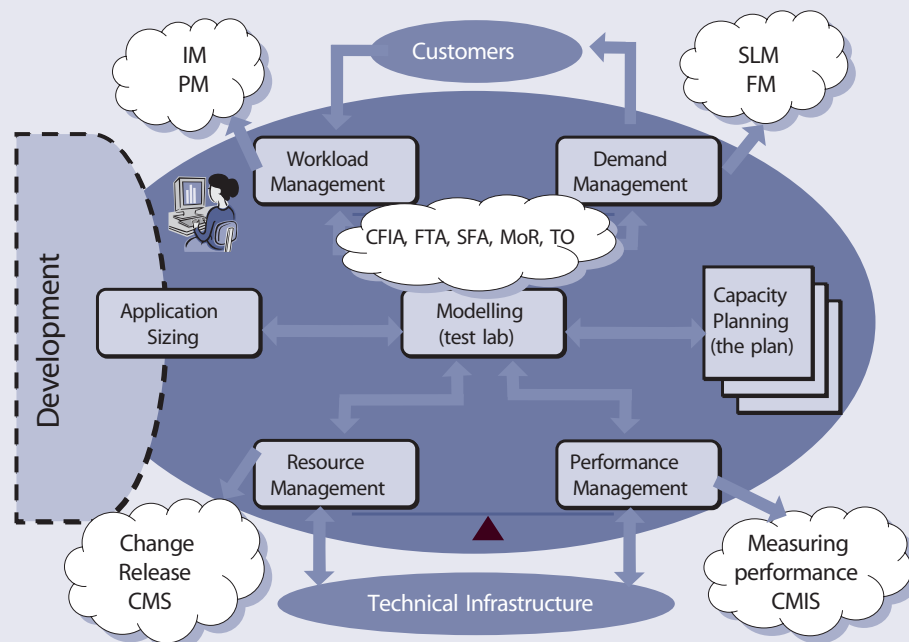 Customers
IM
PM
SLM
FM
Workload
Management
Demand
Management
CFIA, FTA, SFA, MoR, TO
Development
Application
Sizing
Modelling
(test lab)
Capacity
Planning
(the plan)
Resource
Management
Performance
Management
Change
Release
CMS
Measuring
performance
CMIS
Technical Infrastructure